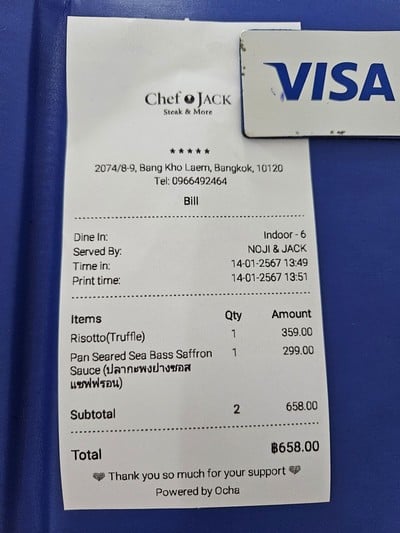 VISA
Chef JACK
Steak & More
★★★★★
2074/8-9, Bang Kho Laem, Bangkok, 10120
Tel: 0966492464
Bill
Dine In: Indoor - 6
Served By: NOJI & JACK
Time in: 14-01-2567 13:49
Print time: 14-01-2567 13:51
Items Qty Amount
Risotto(Truffle) 1 359.00
Pan Seared Sea Bass Saffron 1 299.00
Sauce (ปลากะพงย่างซอส
แซฟฟรอน)
Subtotal 2 658.00
Total ฿658.00
Thank you so much for your support
Powered by Ocha